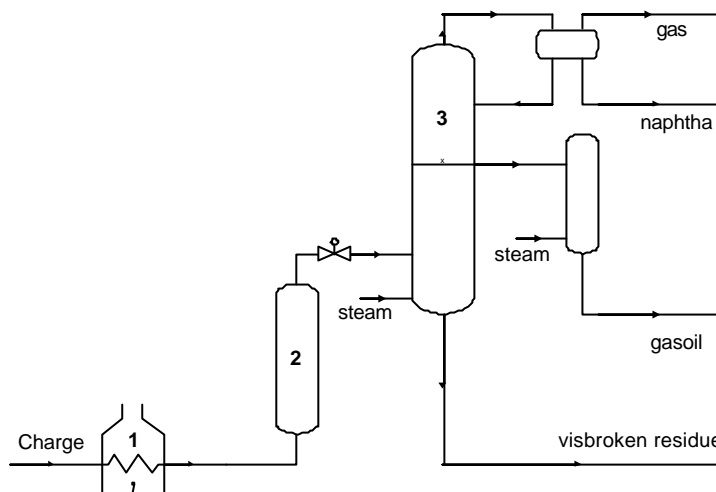 gas
naphtha
3
steam
steam
gasoil
2
1
Charge
visbroken residue